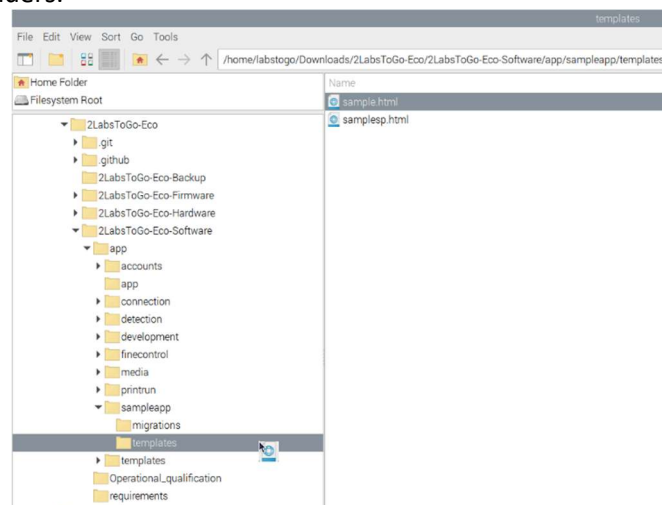 templates
File Edit View Sort Go Tools
/home/labstogo/Downloads/2LabsToGo-Eco/2LabsToGo-Eco-Software/app/sampleapp/templates
Home Folder
Filesystem Root
2LabsToGo-Eco
.git
.github
2LabsToGo-Eco-Backup
2LabsToGo-Eco-Firmware
2LabsToGo-Eco-Hardware
2LabsToGo-Eco-Software
app
accounts
app
connection
detection
development
finecontrol
media
printrun
sampleapp
migrations
templates
templates
Operational_qualification
requirements
Name
sample.html
samplesp.html